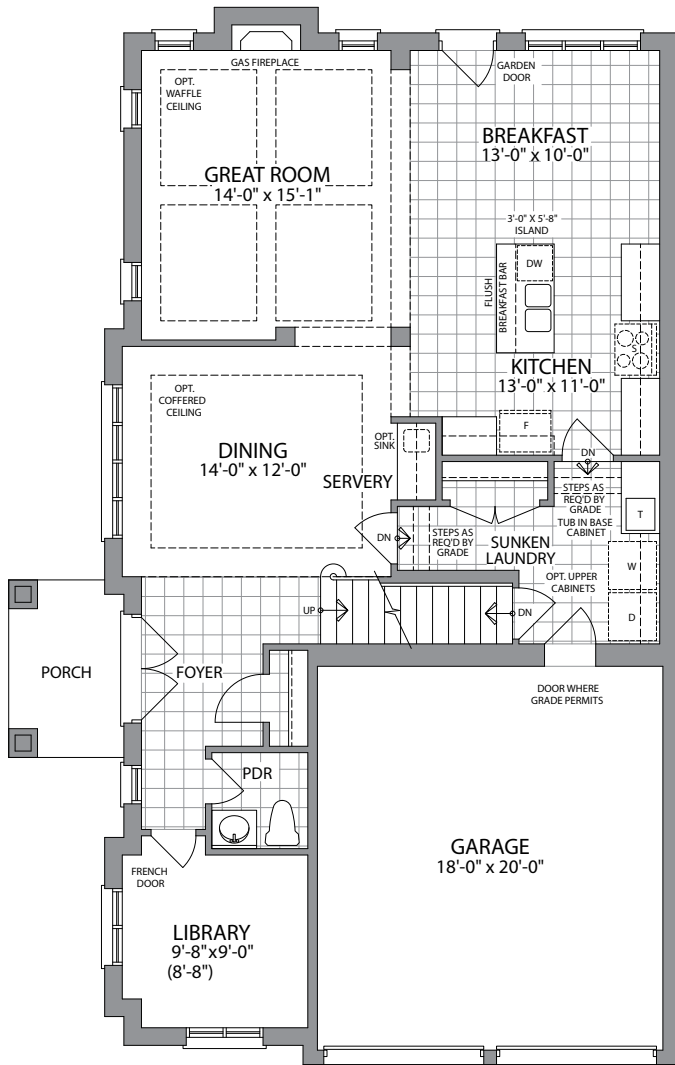 GAS FIREPLACE
OPT.
WAFFLE
CEILING
GREAT ROOM
14'-0" x 15'-1"
GARDEN
DOOR
BREAKFAST
13'-0" x 10'-0"
3'-0" X 5'-8"
ISLAND
DW
FLUSH
BREAKFAST BAR
S
KITCHEN
13'-0" x 11'-0"
F
OPT.
COFFERED
CEILING
DINING
14'-0" x 12'-0"
OPT.
SINK
SERVERY
DN
STEPS AS
REQ'D BY
GRADE
TUB IN BASE
CABINET
T
DN
STEPS AS
REQ'D BY
GRADE
SUNKEN
LAUNDRY
W
OPT. UPPER
CABINETS
D
UP
DN
PORCH
FOYER
DOOR WHERE
GRADE PERMITS
PDR
GARAGE
18'-0" x 20'-0"
FRENCH
DOOR
LIBRARY
9'-8"x9'-0"
(8'-8")